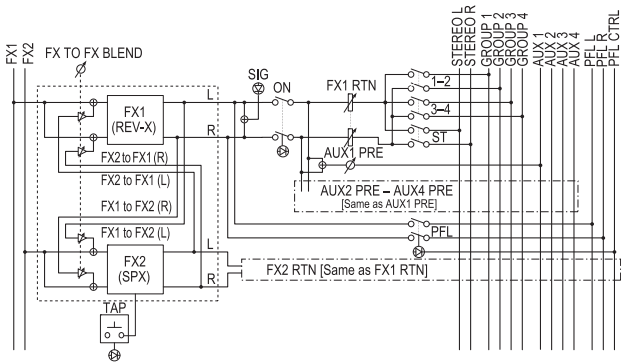 FX1
FX2
FX TO FX BLEND
SIG
ON
FX1 RTN
STEREO L
STEREO R
GROUP 1
GROUP 2
GROUP 3
GROUP 4
AUX 1
AUX 2
AUX 3
AUX 4
PFL L
PFL R
PFL CTRL
L
FX1
(REV-X)
R
1–2
3–4
ST
AUX1 PRE
FX2 to FX1 (R)
FX2 to FX1 (L)
AUX2 PRE – AUX4 PRE
[Same as AUX1 PRE]
FX1 to FX2 (R)
FX1 to FX2 (L)
PFL
L
FX2
(SPX)
R
FX2 RTN [Same as FX1 RTN]
TAP